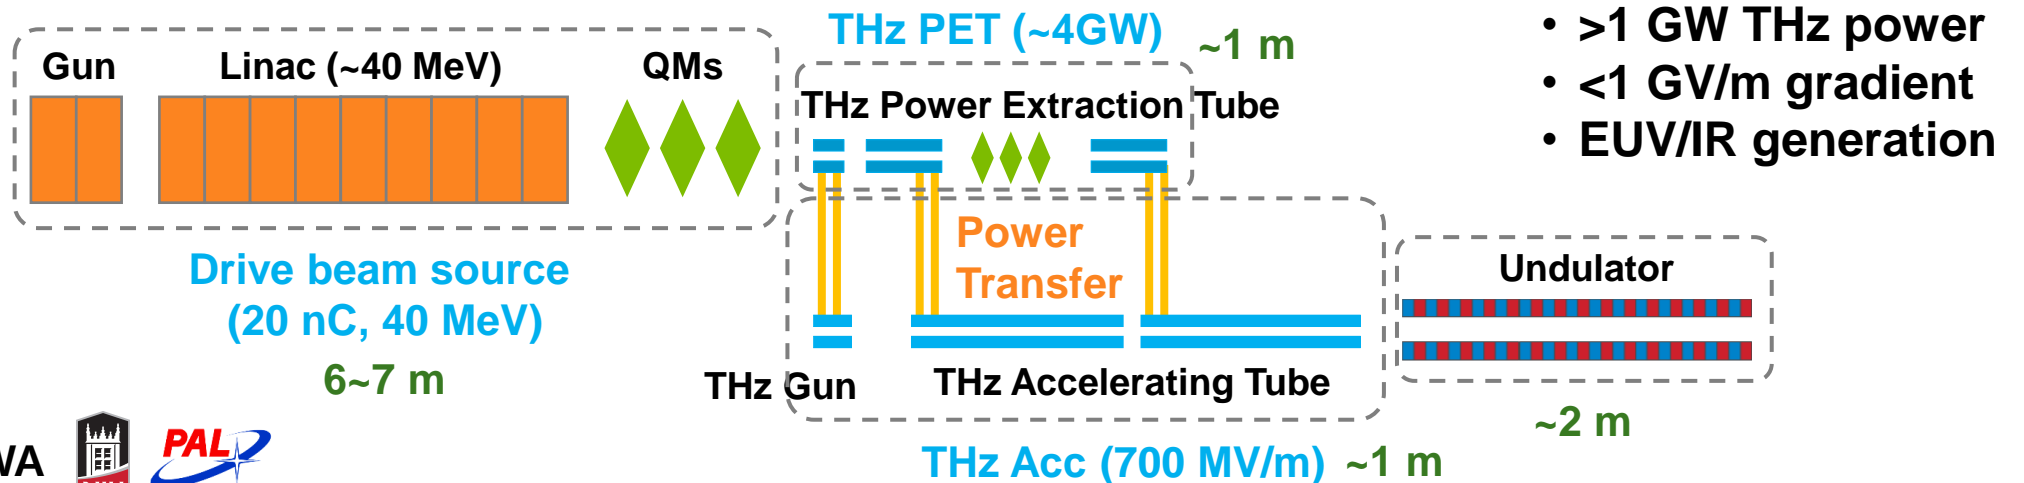 Gun
Linac (~40 MeV)
QMs
Drive beam source
(20 nC, 40 MeV)
6~7 m
THz PET (~4GW)
~1 m
THz Power Extraction Tube
Power
Transfer
THz Gun
THz Accelerating Tube
THz Acc (700 MV/m)
~1 m
Undulator
~2 m
• >1 GW THz power
• <1 GV/m gradient
• EUV/IR generation
PAL